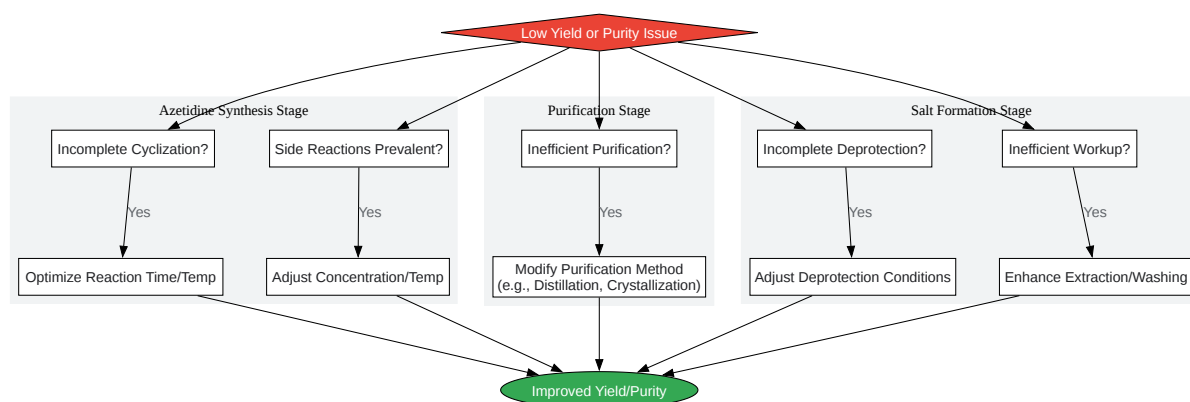 Low Yield or Purity Issue
Azetidine Synthesis Stage
Purification Stage
Salt Formation Stage
Incomplete Cyclization?
Side Reactions Prevalent?
Inefficient Purification?
Incomplete Deprotection?
Inefficient Workup?
Yes
Yes
Yes
Yes
Yes
Optimize Reaction Time/Temp
Adjust Concentration/Temp
Modify Purification Method
(e.g., Distillation, Crystallization)
Adjust Deprotection Conditions
Enhance Extraction/Washing
Improved Yield/Purity